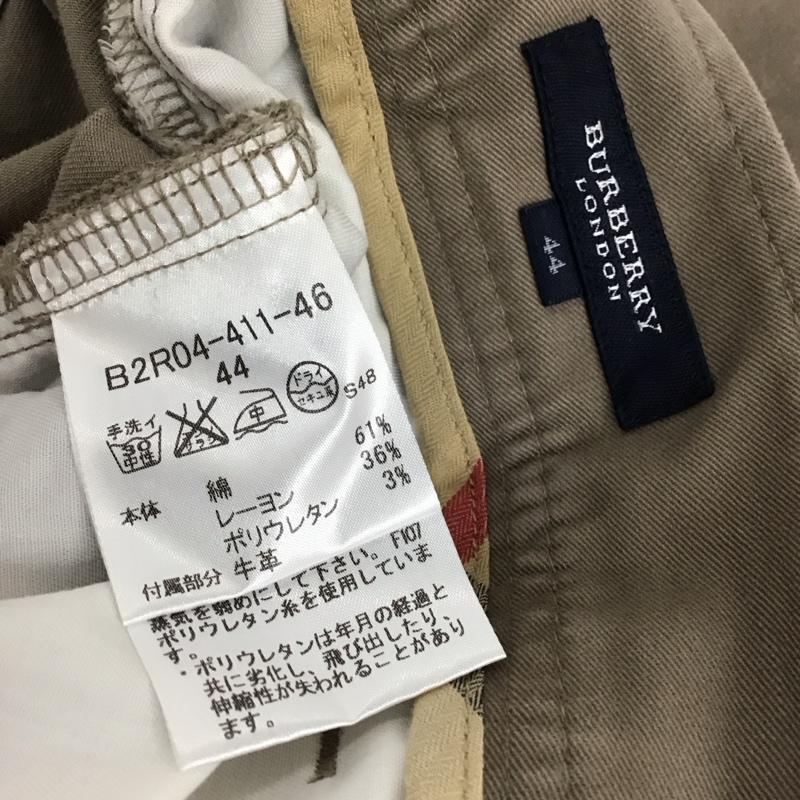 BURBERRY
LONDON
44
B2R04-411-46
44
手洗イ
30
中性
中
ドライ
セキユ系
S48
本体 綿 61%
レーヨン 36%
ポリウレタン 3%
付属部分 牛革
F107
蒸気を弱めにして下さい。
ポリウレタン糸を使用していま
す。
・ポリウレタンは年月の経過と
共に劣化し、飛び出したり、
伸縮性が失われることがあり
ます。